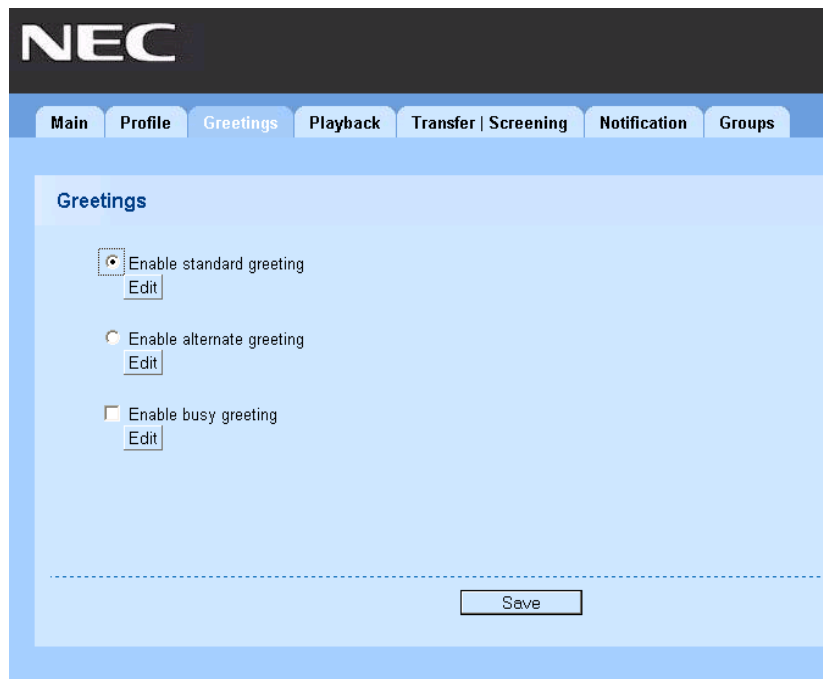 NEC
Main Profile Greetings Playback Transfer | Screening Notification Groups
Greetings
Enable standard greeting
Edit
Enable alternate greeting
Edit
Enable busy greeting
Edit
Save